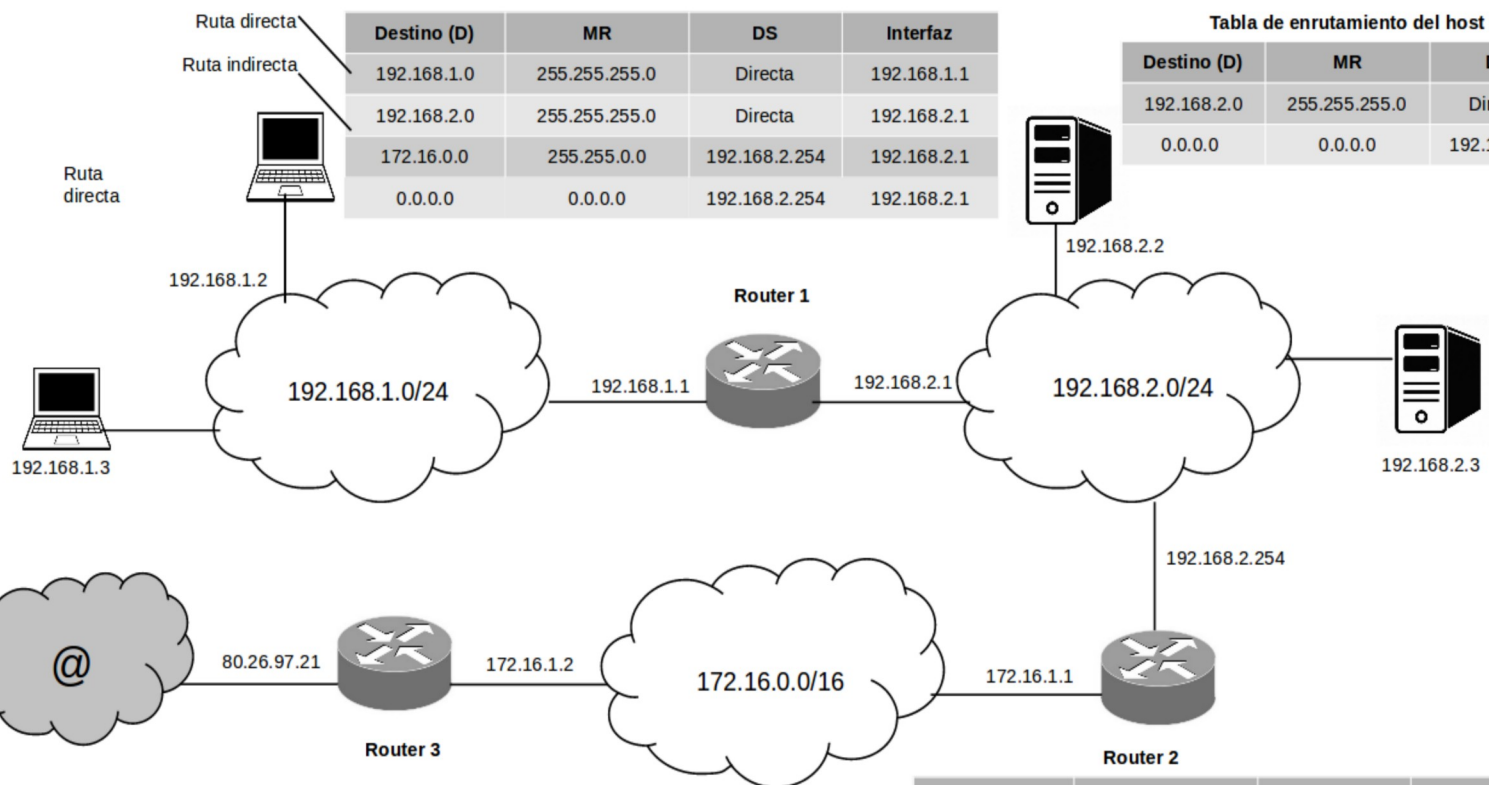 Ruta directa
Ruta indirecta
Destino (D) MR DS Interfaz
192.168.1.0 255.255.255.0 Directa 192.168.1.1
192.168.2.0 255.255.255.0 Directa 192.168.2.1
172.16.0.0 255.255.0.0 192.168.2.254 192.168.2.1
0.0.0.0 0.0.0.0 192.168.2.254 192.168.2.1
Tabla de enrutamiento del host
Destino (D) MR
192.168.2.0 255.255.255.0
0.0.0.0 0.0.0.0
Ruta
directa
192.168.1.2
192.168.2.2
Router 1
192.168.1.0/24
192.168.1.1
192.168.2.1
192.168.2.0/24
192.168.1.3
192.168.2.3
192.168.2.254
@
80.26.97.21
172.16.1.2
172.16.0.0/16
172.16.1.1
Router 3
Router 2